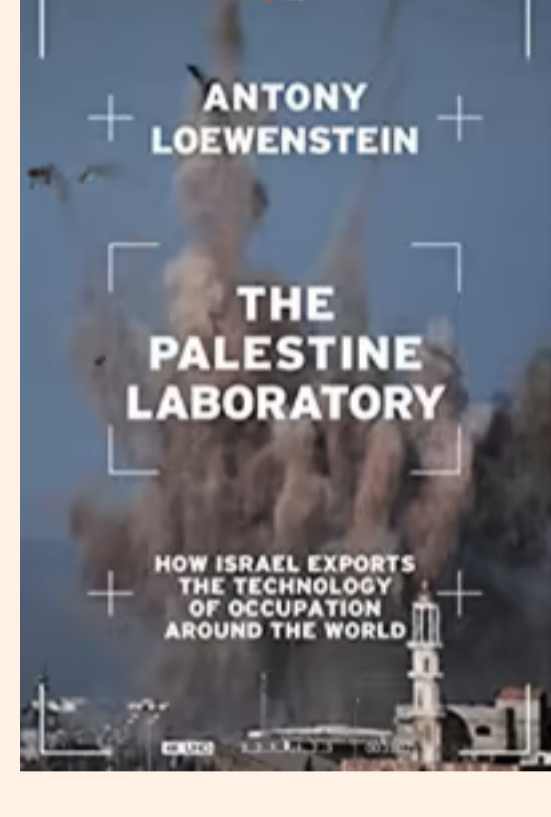 ANTONY
LOEWENSTEIN
THE
PALESTINE
LABORATORY
HOW ISRAEL EXPORTS
THE TECHNOLOGY
OF OCCUPATION
AROUND THE WORLD